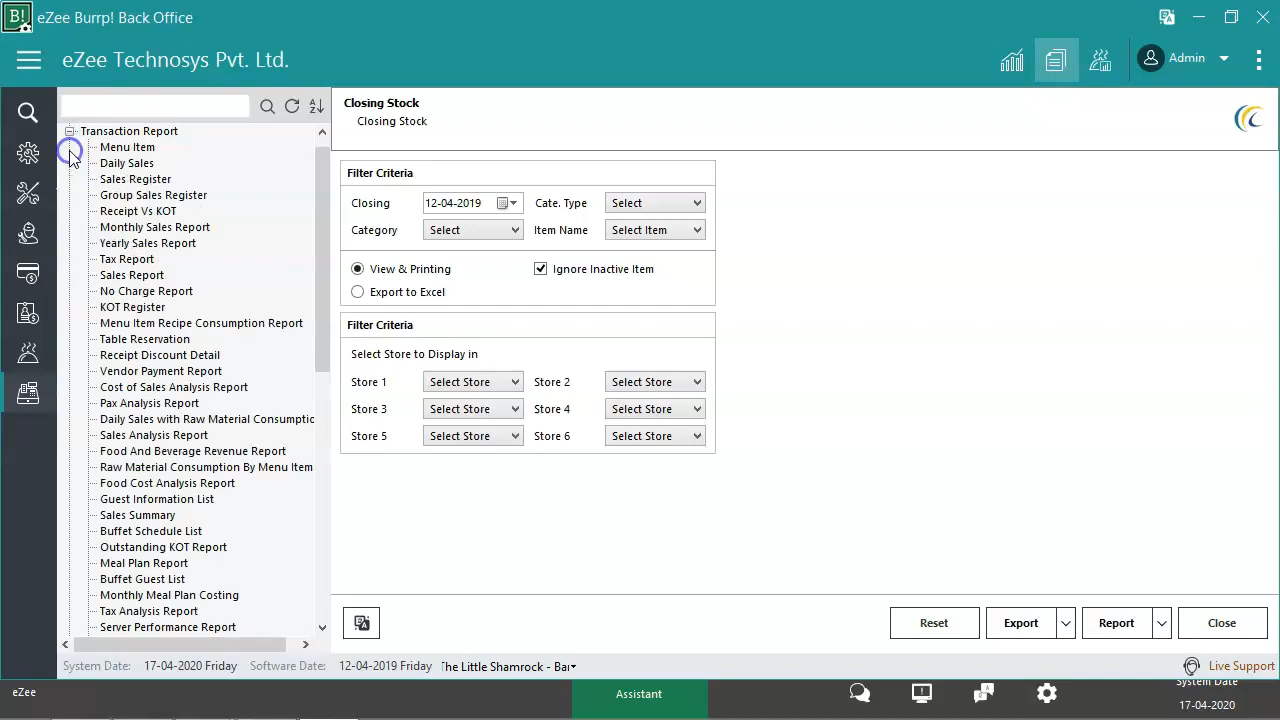 B! eZee Burrp! Back Office
eZee Technosys Pvt. Ltd.
Admin
Transaction Report
Menu Item
Daily Sales
Sales Register
Group Sales Register
Receipt Vs KOT
Monthly Sales Report
Yearly Sales Report
Tax Report
Sales Report
No Charge Report
KOT Register
Menu Item Recipe Consumption Report
Table Reservation
Receipt Discount Detail
Vendor Payment Report
Cost of Sales Analysis Report
Pax Analysis Report
Daily Sales with Raw Material Consumptic
Sales Analysis Report
Food And Beverage Revenue Report
Raw Material Consumption By Menu Item
Food Cost Analysis Report
Guest Information List
Sales Summary
Buffet Schedule List
Outstanding KOT Report
Meal Plan Report
Buffet Guest List
Monthly Meal Plan Costing
Tax Analysis Report
Server Performance Report
Closing Stock
Closing Stock
Filter Criteria
Closing 12-04-2019 Cate. Type Select
Category Select Item Name Select Item
View & Printing Ignore Inactive Item
Export to Excel
Filter Criteria
Select Store to Display in
Store 1 Select Store Store 2 Select Store
Store 3 Select Store Store 4 Select Store
Store 5 Select Store Store 6 Select Store
Reset Export Report Close
System Date: 17-04-2020 Friday Software Date: 12-04-2019 Friday The Little Shamrock - Bar
Live Support
eZee Assistant System Date
17-04-2020